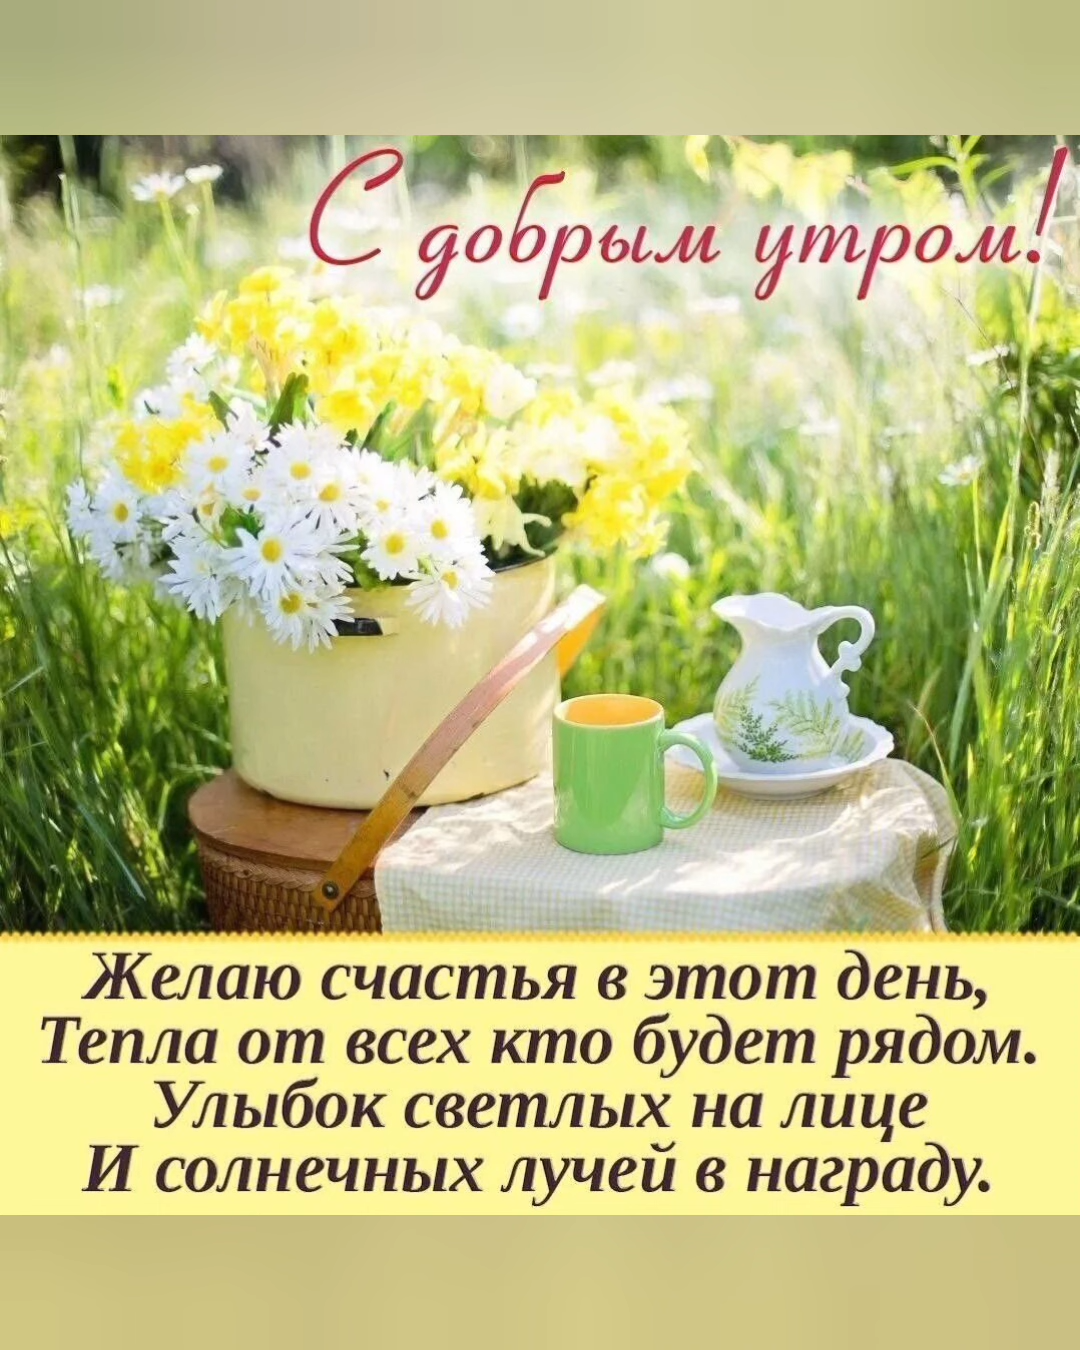 С добрым утром!
Желаю счастья в этот день,
Тепла от всех кто будет рядом.
Улыбок светлых на лице
И солнечных лучей в награду.